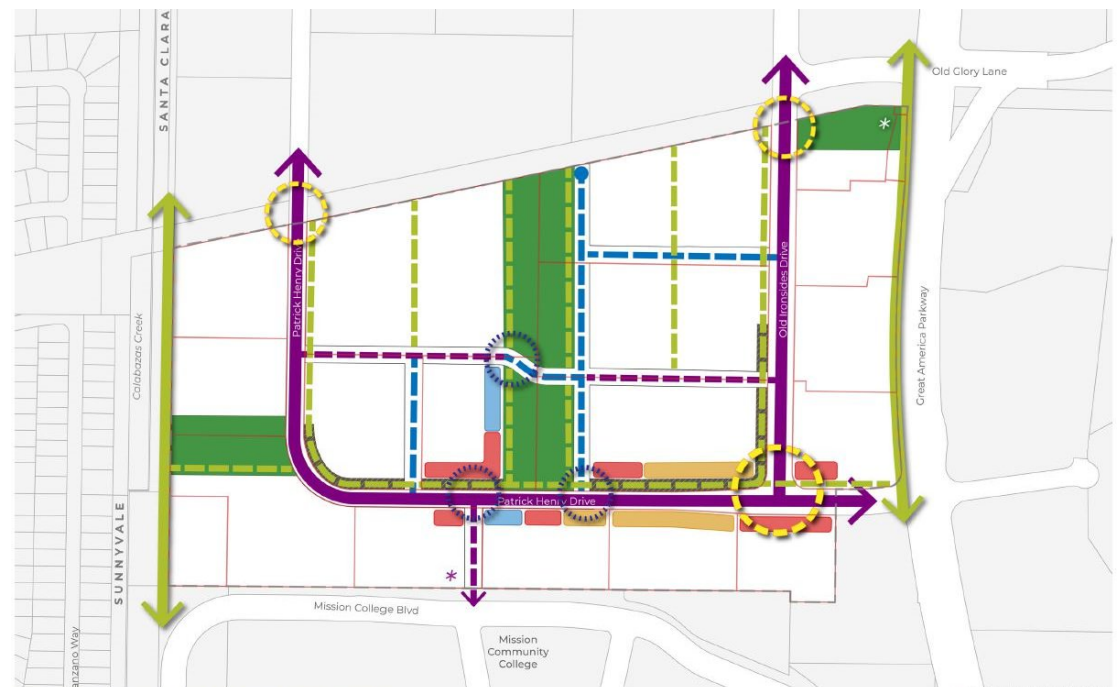 SANTA CLARA
Old Glory Lane
*
Patrick Henry Drive
Old Ironsides Drive
Calabazas Creek
Great America Parkway
Patrick Henry Drive
SUNNYVALE
*
Mission College Blvd
Mission
Community
College
anzano Way